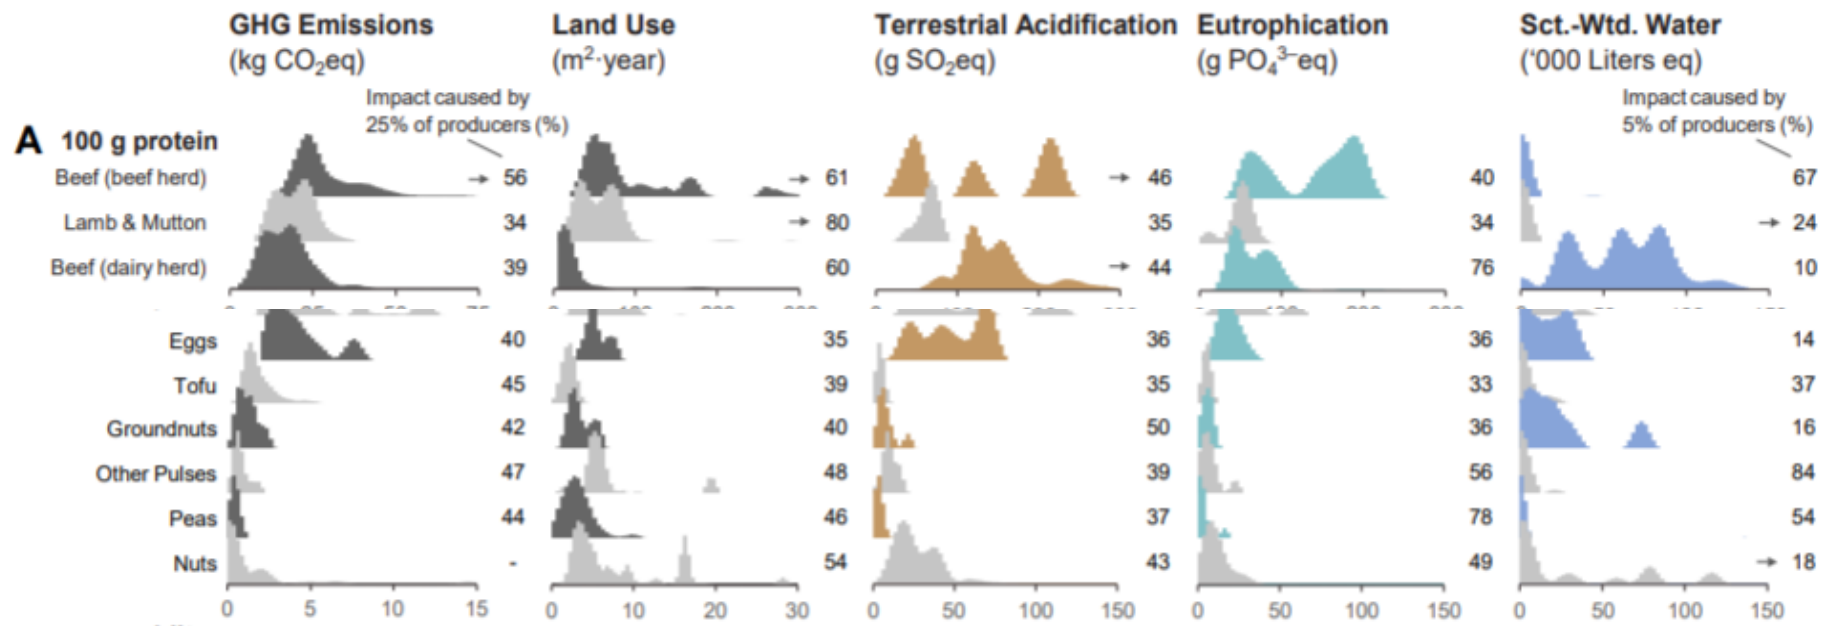 GHG Emissions Land Use Terrestrial Acidification Eutrophication Sct.-Wtd. Water
(kg CO₂eq) (m²·year) (g SO₂eq) (g PO₄³⁻eq) (‘000 Liters eq)
Impact caused by Impact caused by
25% of producers (%) 5% of producers (%)
A 100 g protein
Beef (beef herd) → 56 → 61 → 46 40 67
Lamb & Mutton 34 → 80 35 34 → 24
Beef (dairy herd) 39 60 → 44 76 10
Eggs 40 35 36 36 14
Tofu 45 39 35 33 37
Groundnuts 42 40 50 36 16
Other Pulses 47 48 39 56 84
Peas 44 46 37 78 54
Nuts - 54 43 49 → 18
0 5 10 15 0 10 20 30 0 50 100 150 0 50 100 150 0 50 100 150